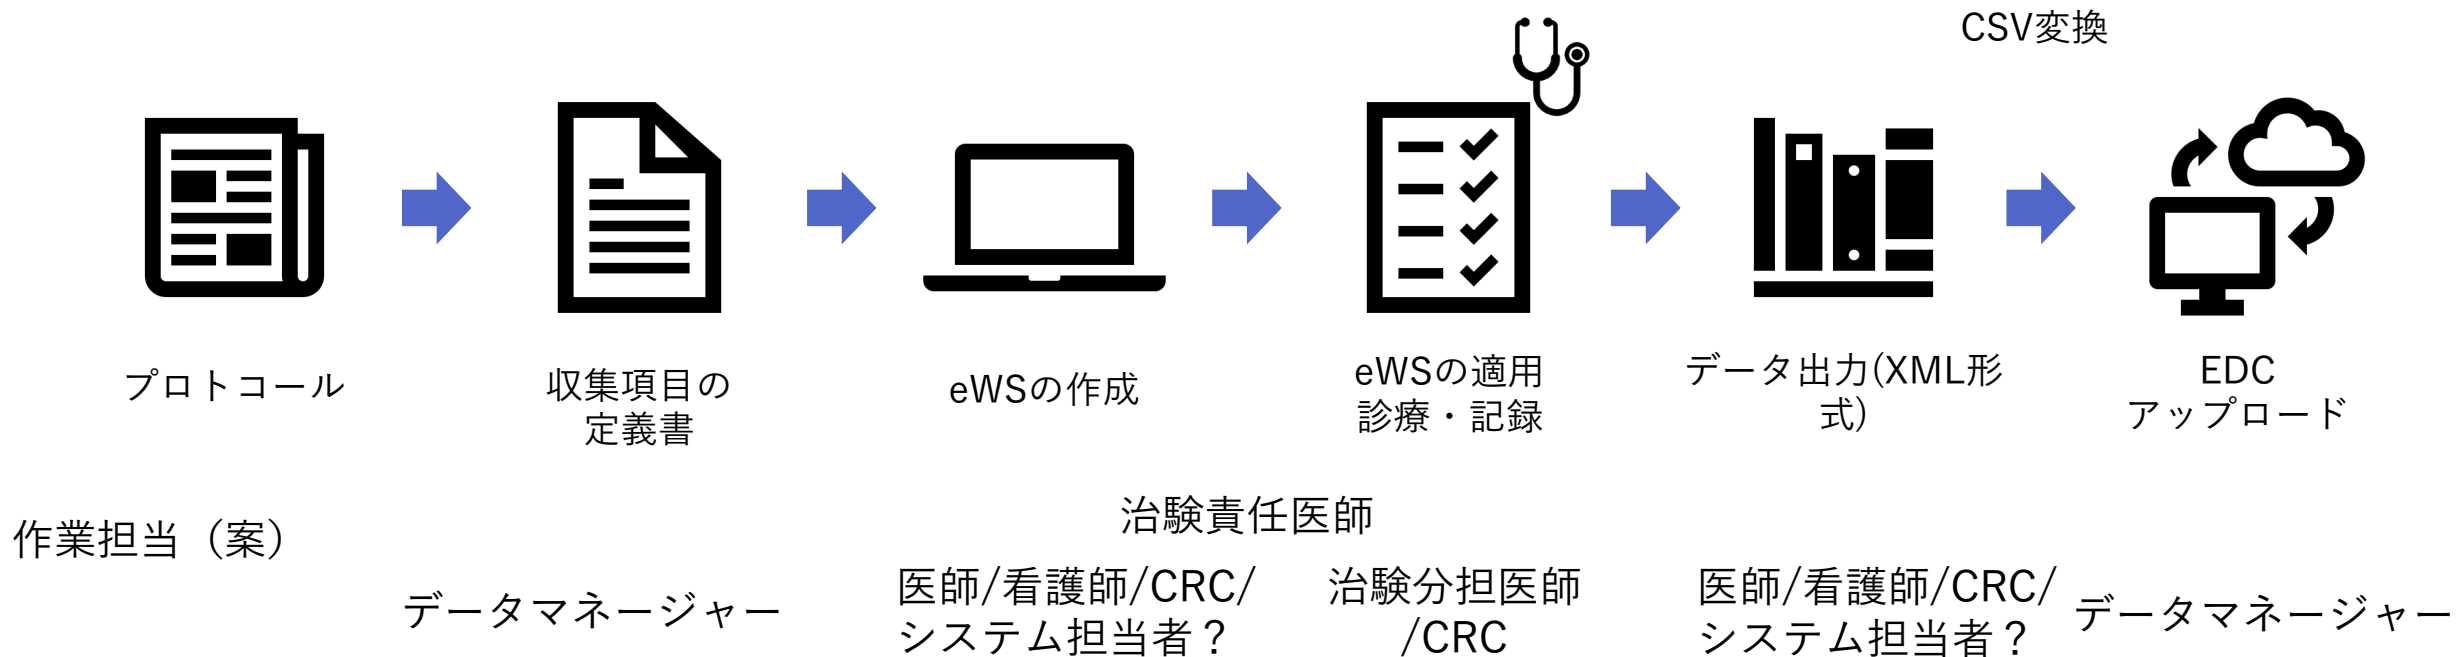 CSV変換
プロトコール
収集項目の
定義書
eWSの作成
eWSの適用
診療・記録
データ出力(XML形
式)
EDC
アップロード
作業担当（案）
治験責任医師
データマネージャー
医師/看護師/CRC/
システム担当者？
治験分担医師
/CRC
医師/看護師/CRC/
システム担当者？
データマネージャー